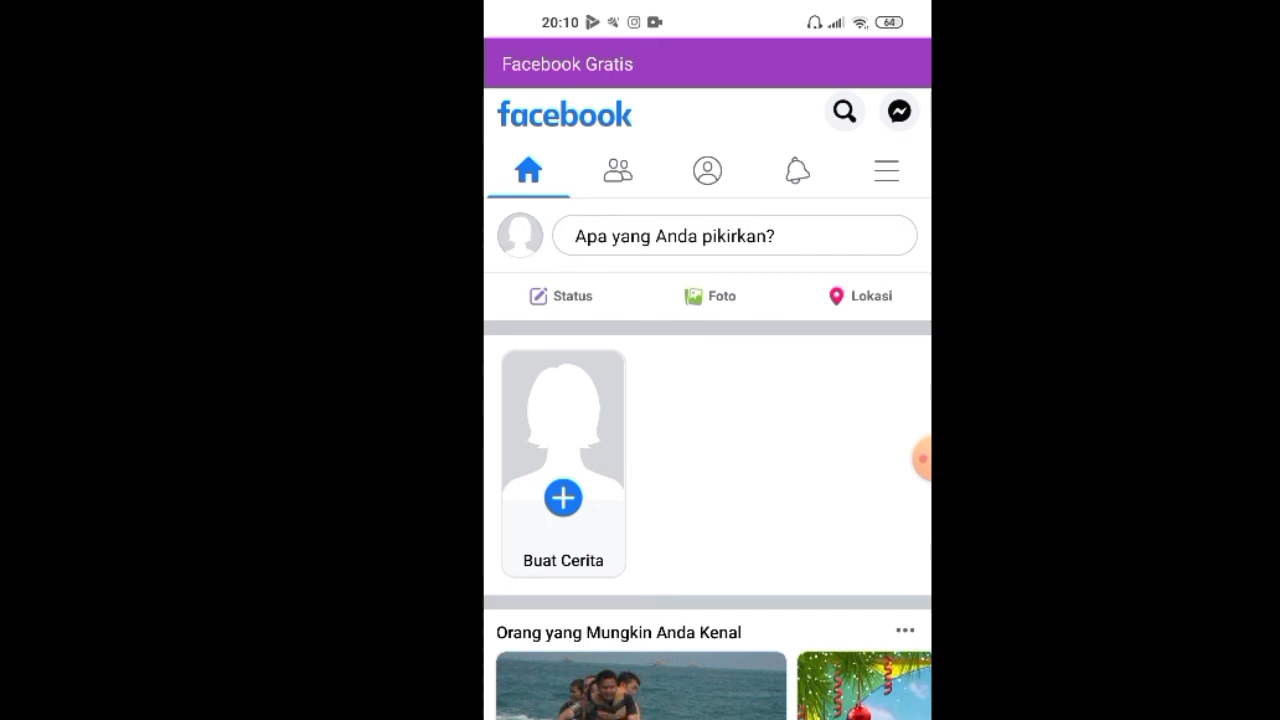 20:10
64
Facebook Gratis
facebook
Apa yang Anda pikirkan?
Status
Foto
Lokasi
Buat Cerita
Orang yang Mungkin Anda Kenal